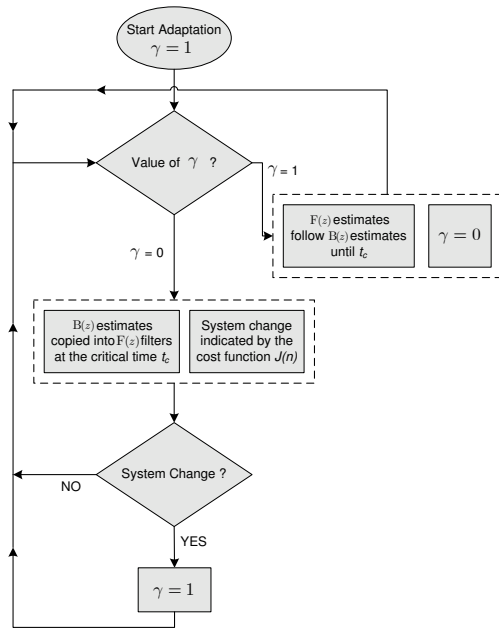 Start Adaptation
γ = 1
Value of γ ?
γ = 1
F(z) estimates
follow B(z) estimates
until t_c
γ = 0
γ = 0
B(z) estimates
copied into F(z) filters
at the critical time t_c
System change
indicated by the
cost function J(n)
System Change ?
NO
YES
γ = 1